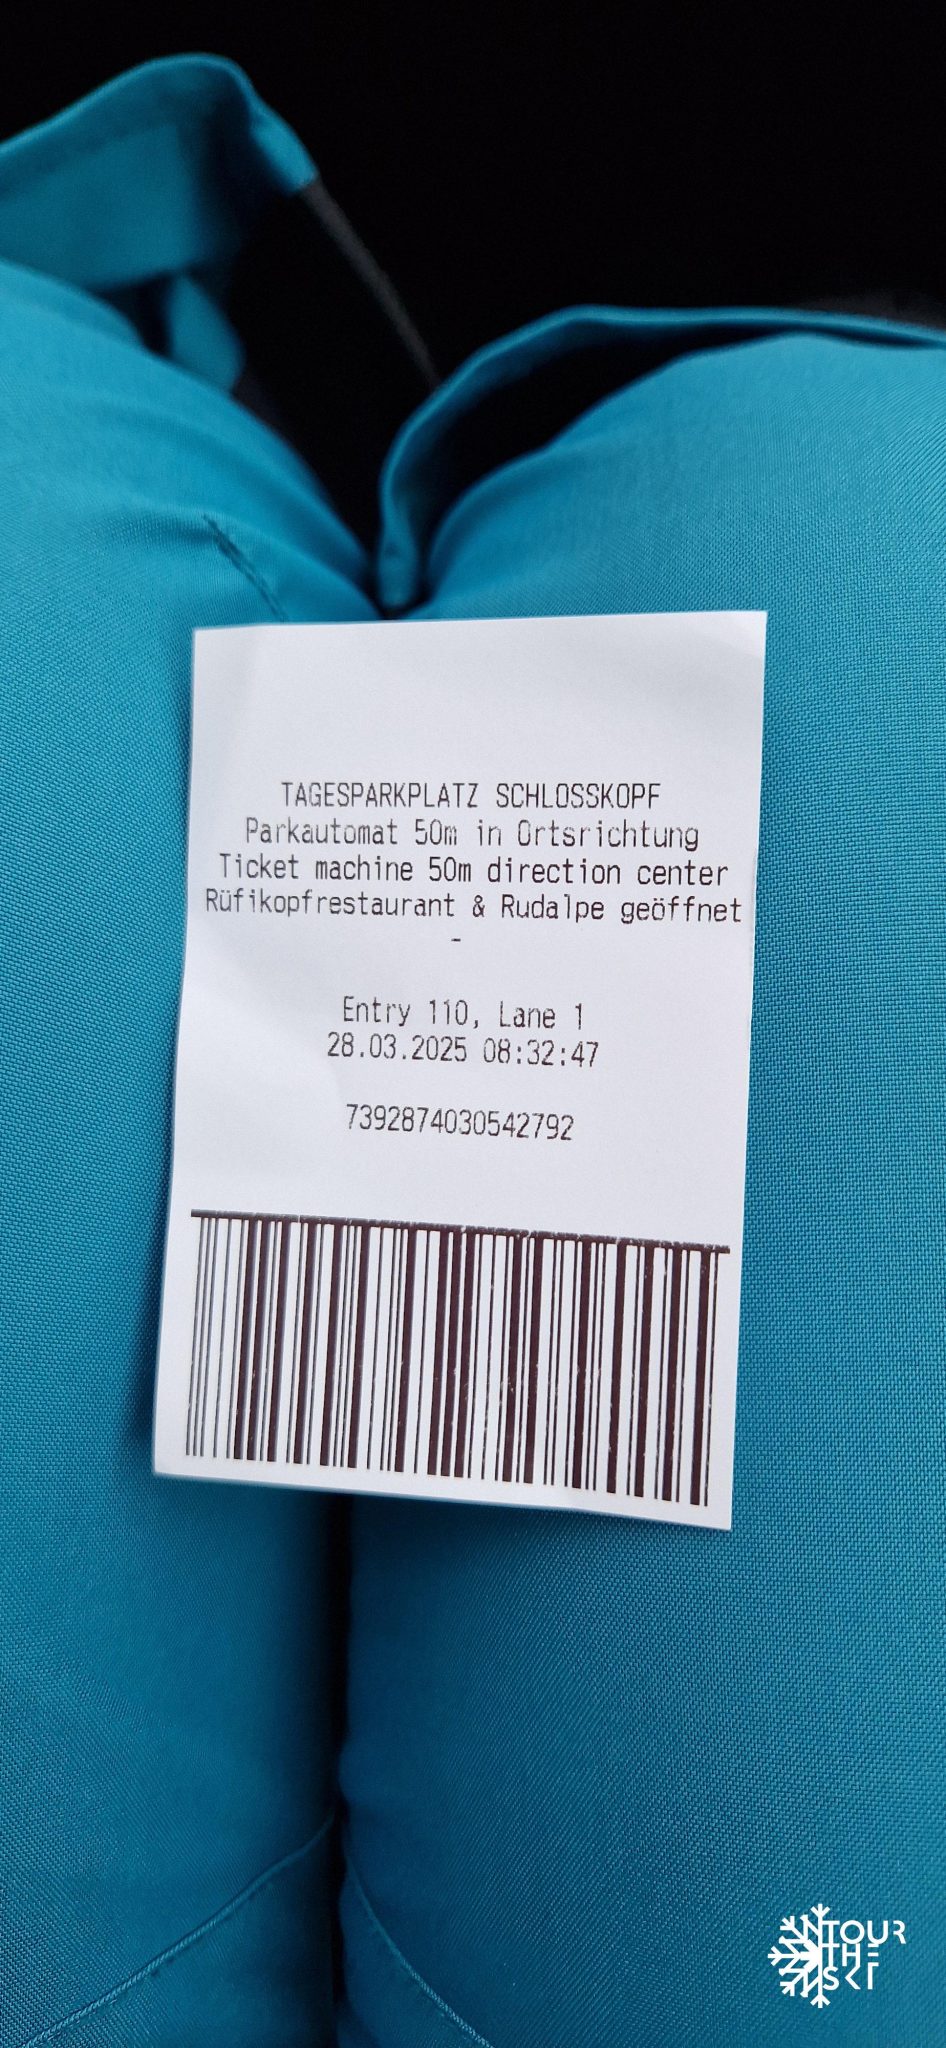 TAGESPARKPLATZ SCHLOSSKOPF
Parkautomat 50m in Ortsrichtung
Ticket machine 50m direction center
Rüfikopfrestaurant & Rudalpe geöffnet
-
Entry 110, Lane 1
28.03.2025 08:32:47
7392874030542792
TOUR
THE
SKI